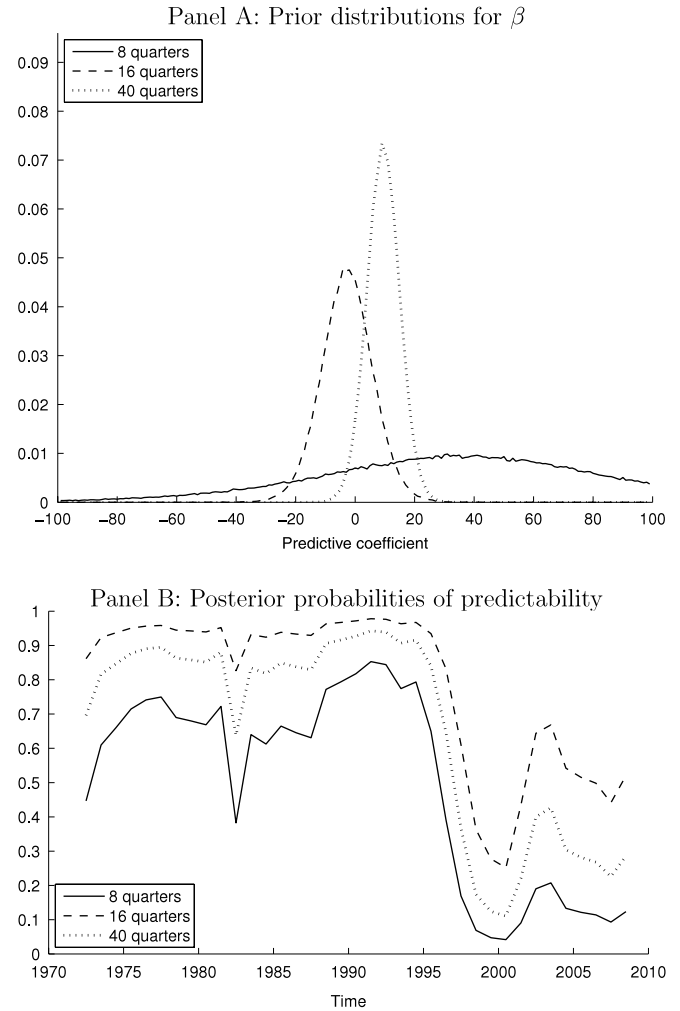 Panel A: Prior distributions for β
8 quarters
16 quarters
40 quarters
0.09
0.08
0.07
0.06
0.05
0.04
0.03
0.02
0.01
0
−100 −80 −60 −40 −20 0 20 40 60 80 100
Predictive coefficient
Panel B: Posterior probabilities of predictability
1
0.9
0.8
0.7
0.6
0.5
0.4
0.3
0.2
0.1
0
8 quarters
16 quarters
40 quarters
1970 1975 1980 1985 1990 1995 2000 2005 2010
Time